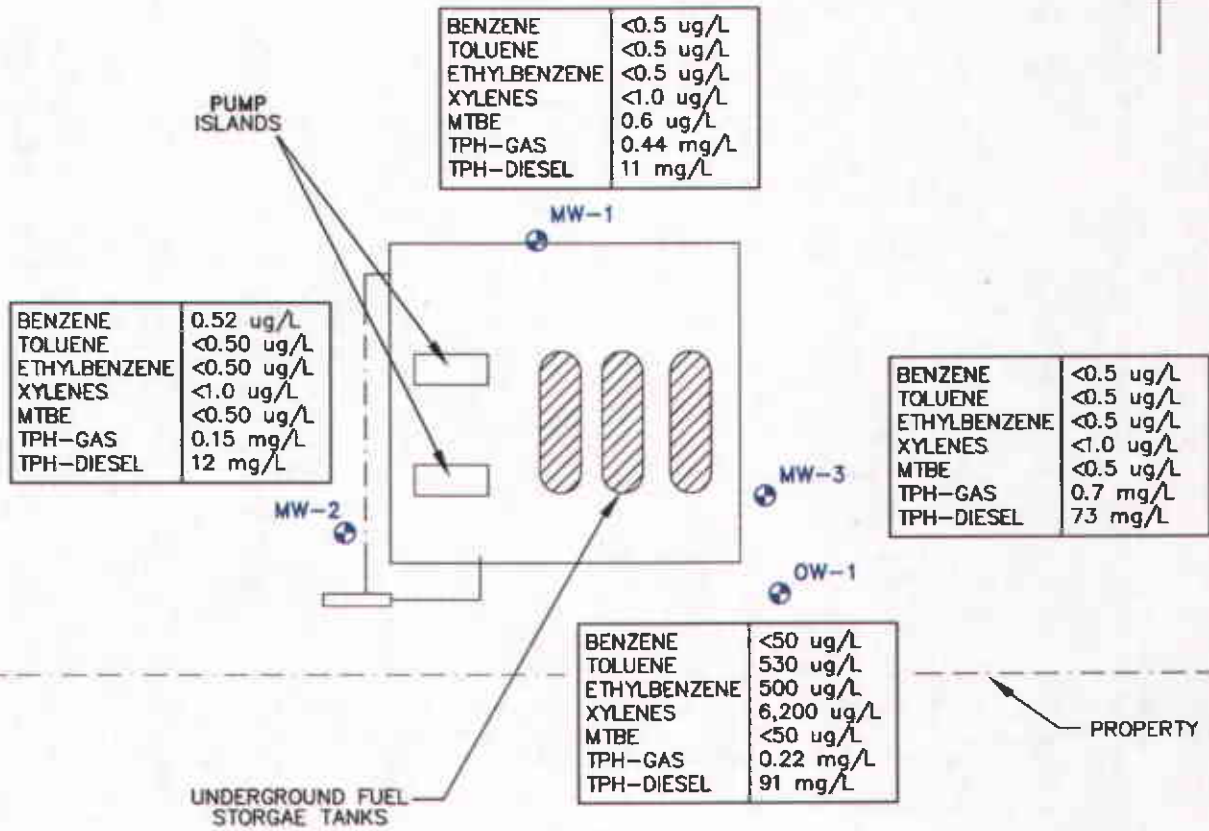 BENZENE <0.5 ug/L
TOLUENE <0.5 ug/L
ETHYLBENZENE <0.5 ug/L
XYLENES <1.0 ug/L
MTBE 0.6 ug/L
TPH-GAS 0.44 mg/L
TPH-DIESEL 11 mg/L
PUMP
ISLANDS
MW-1
BENZENE 0.52 ug/L
TOLUENE <0.50 ug/L
ETHYLBENZENE <0.50 ug/L
XYLENES <1.0 ug/L
MTBE <0.50 ug/L
TPH-GAS 0.15 mg/L
TPH-DIESEL 12 mg/L
MW-2
BENZENE <0.5 ug/L
TOLUENE <0.5 ug/L
ETHYLBENZENE <0.5 ug/L
XYLENES <1.0 ug/L
MTBE <0.5 ug/L
TPH-GAS 0.7 mg/L
TPH-DIESEL 73 mg/L
MW-3
OW-1
BENZENE <50 ug/L
TOLUENE 530 ug/L
ETHYLBENZENE 500 ug/L
XYLENES 6,200 ug/L
MTBE <50 ug/L
TPH-GAS 0.22 mg/L
TPH-DIESEL 91 mg/L
PROPERTY
UNDERGROUND FUEL
STORGAE TANKS